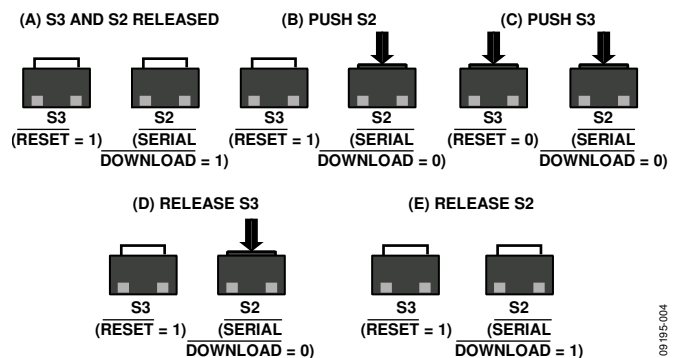 (A) S3 AND S2 RELEASED
(B) PUSH S2
(C) PUSH S3
S3
(RESET = 1)
S2
(SERIAL
DOWNLOAD = 1)
S3
(RESET = 1)
S2
(SERIAL
DOWNLOAD = 0)
S3
(RESET = 0)
S2
(SERIAL
DOWNLOAD = 0)
(D) RELEASE S3
(E) RELEASE S2
S3
(RESET = 1)
S2
(SERIAL
DOWNLOAD = 0)
S3
(RESET = 1)
S2
(SERIAL
DOWNLOAD = 1)
09195-004